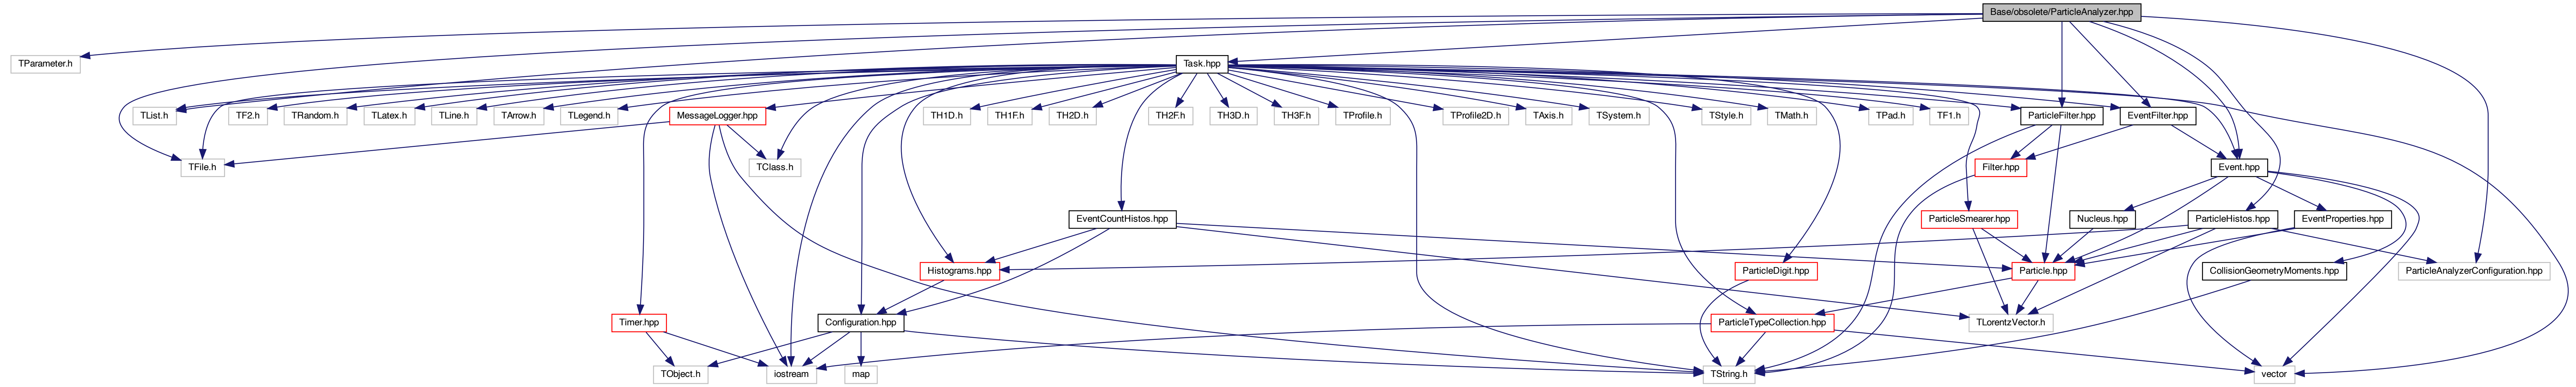 Base/obsolete/ParticleAnalyzer.hpp
TParameter.h
Task.hpp
TList.h
TF2.h
TRandom.h
TLatex.h
TLine.h
TArrow.h
TLegend.h
MessageLogger.hpp
TH1D.h
TH1F.h
TH2D.h
TH2F.h
TH3D.h
TH3F.h
TProfile.h
TProfile2D.h
TAxis.h
TSystem.h
TStyle.h
TMath.h
TPad.h
TF1.h
ParticleFilter.hpp
EventFilter.hpp
TFile.h
TClass.h
Filter.hpp
Event.hpp
EventCountHistos.hpp
ParticleSmearer.hpp
Nucleus.hpp
ParticleHistos.hpp
EventProperties.hpp
Histograms.hpp
ParticleDigit.hpp
Particle.hpp
CollisionGeometryMoments.hpp
ParticleAnalyzerConfiguration.hpp
Timer.hpp
Configuration.hpp
ParticleTypeCollection.hpp
TLorentzVector.h
TObject.h
iostream
map
TString.h
vector